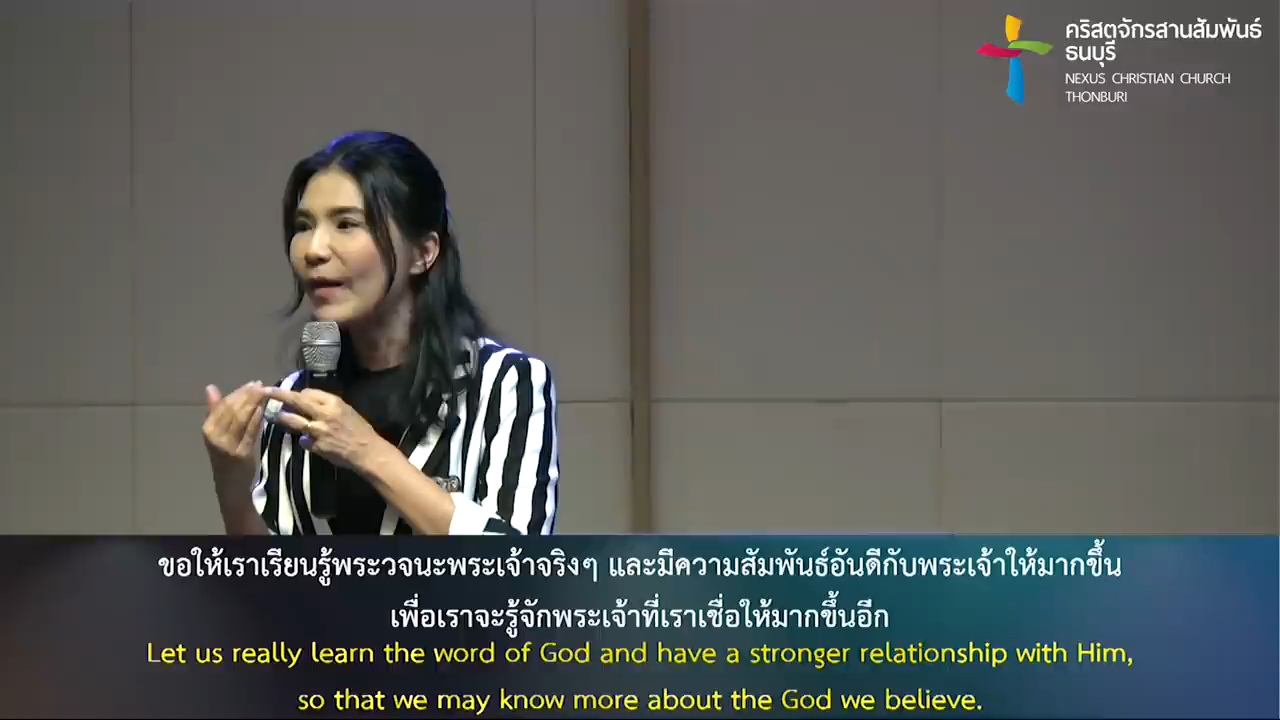 คริสตจักรสานสัมพันธ์
ธนบุรี
NEXUS CHRISTIAN CHURCH
THONBURI
ขอให้เราเรียนรู้พระวจนะพระเจ้าจริงๆ และมีความสัมพันธ์อันดีกับพระเจ้าให้มากขึ้น
เพื่อเราจะรู้จักพระเจ้าที่เราเชื่อให้มากขึ้นอีก
Let us really learn the word of God and have a stronger relationship with Him,
so that we may know more about the God we believe.